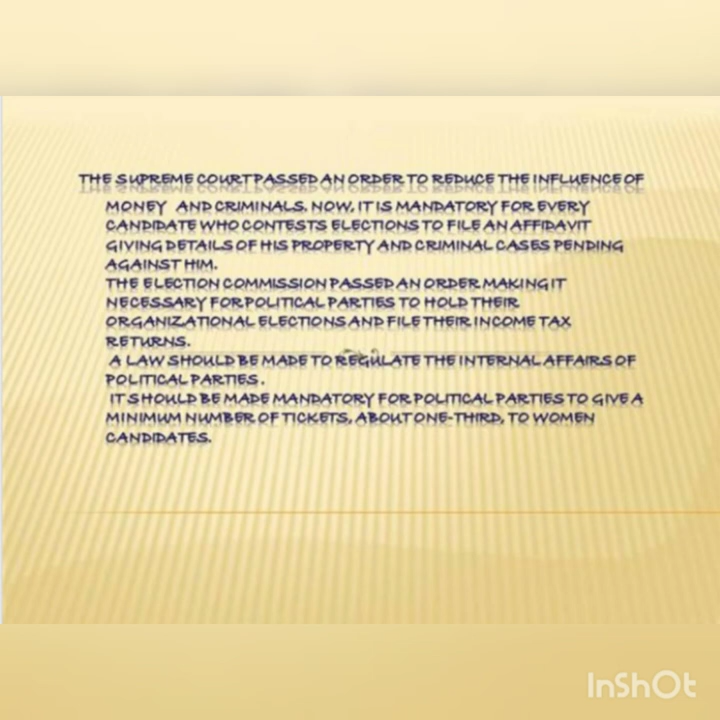 THE SUPREME COURT PASSED AN ORDER TO REDUCE THE INFLUENCE OF
MONEY AND CRIMINALS. NOW, IT IS MANDATORY FOR EVERY
CANDIDATE WHO CONTESTS ELECTIONS TO FILE AN AFFIDAVIT
GIVING DETAILS OF HIS PROPERTY AND CRIMINAL CASES PENDING
AGAINST HIM.
THE ELECTION COMMISSION PASSED AN ORDER MAKING IT
NECESSARY FOR POLITICAL PARTIES TO HOLD THEIR
ORGANIZATIONAL ELECTIONS AND FILE THEIR INCOME TAX
RETURNS.
A LAW SHOULD BE MADE TO REGULATE THE INTERNAL AFFAIRS OF
POLITICAL PARTIES.
IT SHOULD BE MADE MANDATORY FOR POLITICAL PARTIES TO GIVE A
MINIMUM NUMBER OF TICKETS, ABOUT ONE-THIRD, TO WOMEN
CANDIDATES.
InShOt